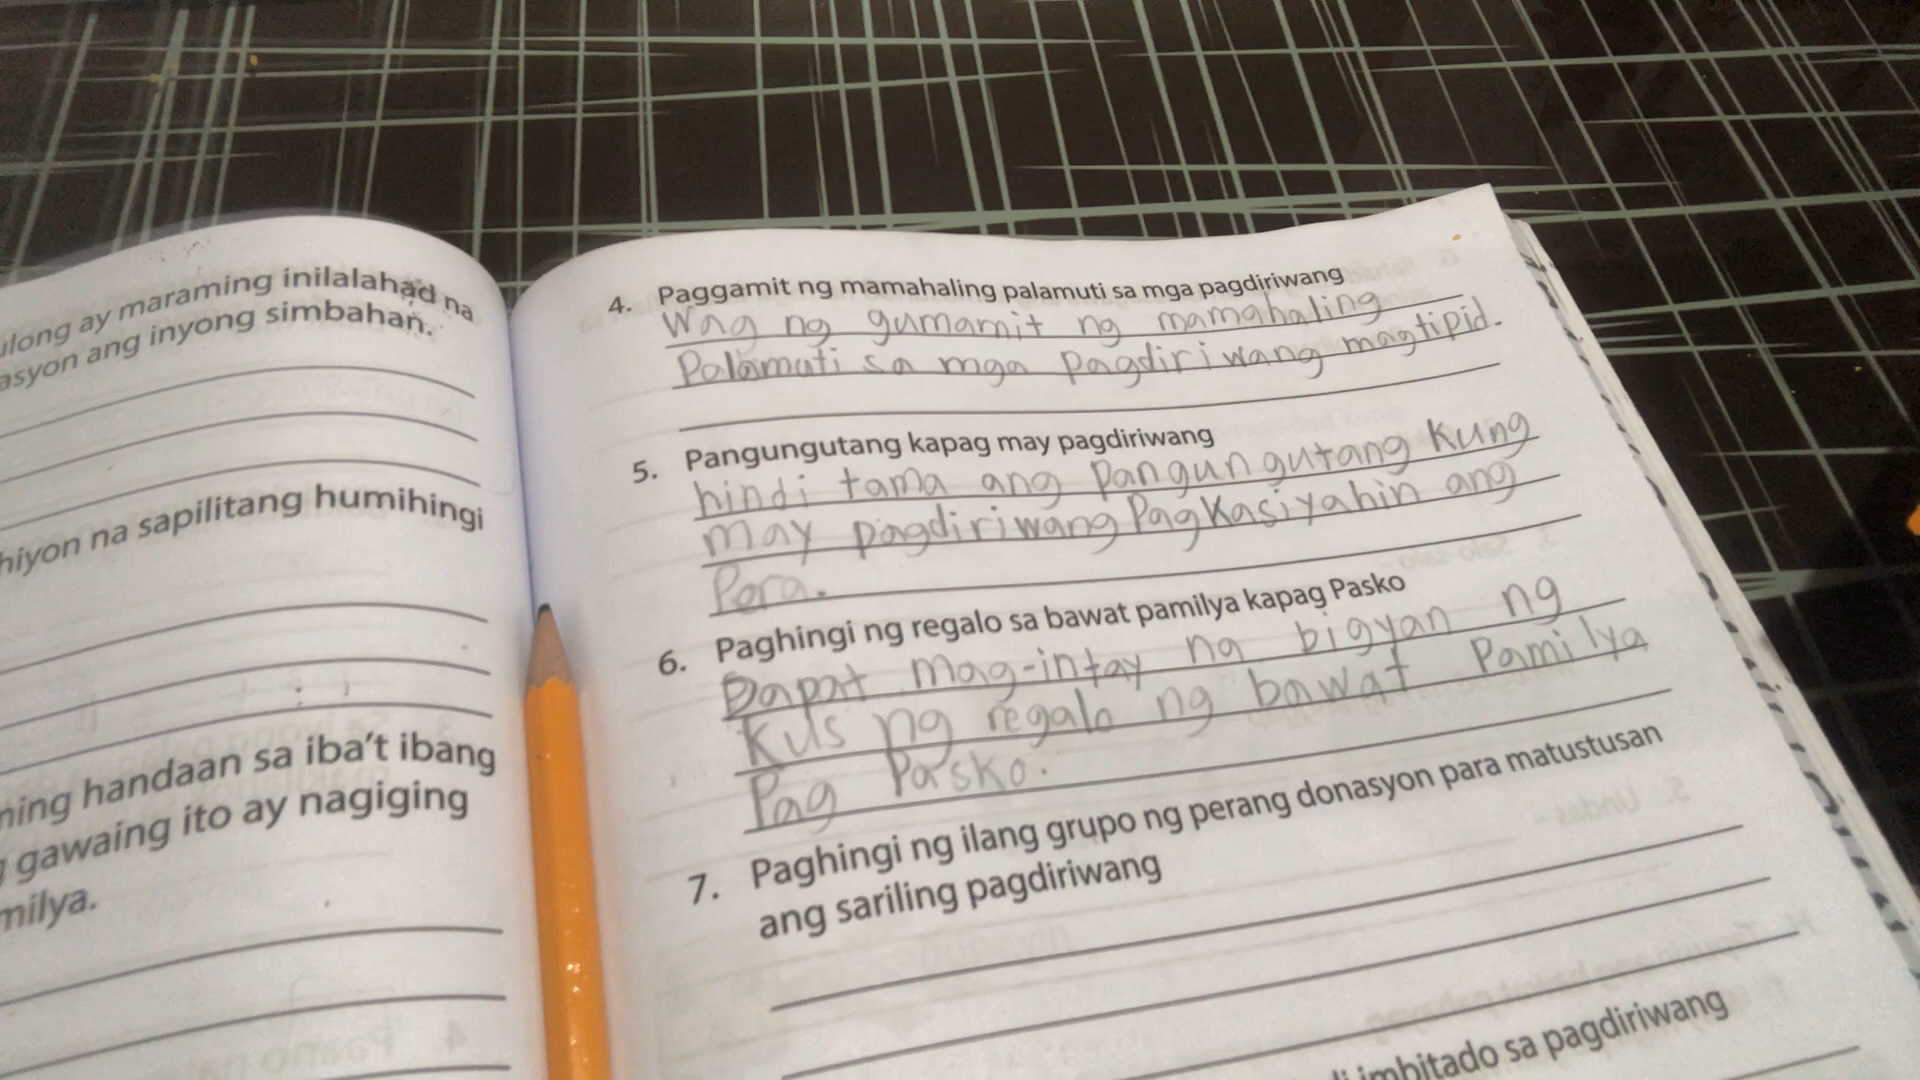 ulong ay maraming inilalahad na
asyon ang inyong simbahan.
hiyon na sapilitang humihingi
ming handaan sa iba't ibang
gawaing ito ay nagiging
milya.
4. Paggamit ng mamahaling palamuti sa mga pagdiriwang
Wag ng gumamit ng mamahaling
Palamuti sa mga Pagdiriwang magtipid.
5. Pangungutang kapag may pagdiriwang
hindi tama ang Pangungutang Kung
may pagdiriwang PagKasiyahin ang
Pera.
6. Paghingi ng regalo sa bawat pamilya kapag Pasko
Dapat mag-intay na bigyan ng
Kus ng regalo ng bawat Pamilya
Pag Pasko.
7. Paghingi ng ilang grupo ng perang donasyon para matustusan
ang sariling pagdiriwang
imbitado sa pagdiriwang